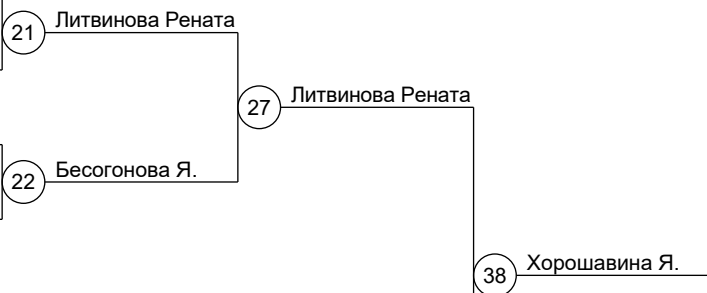 21 Литвинова Рената
27 Литвинова Рената
22 Бесогонова Я.
38 Хорошавина Я.